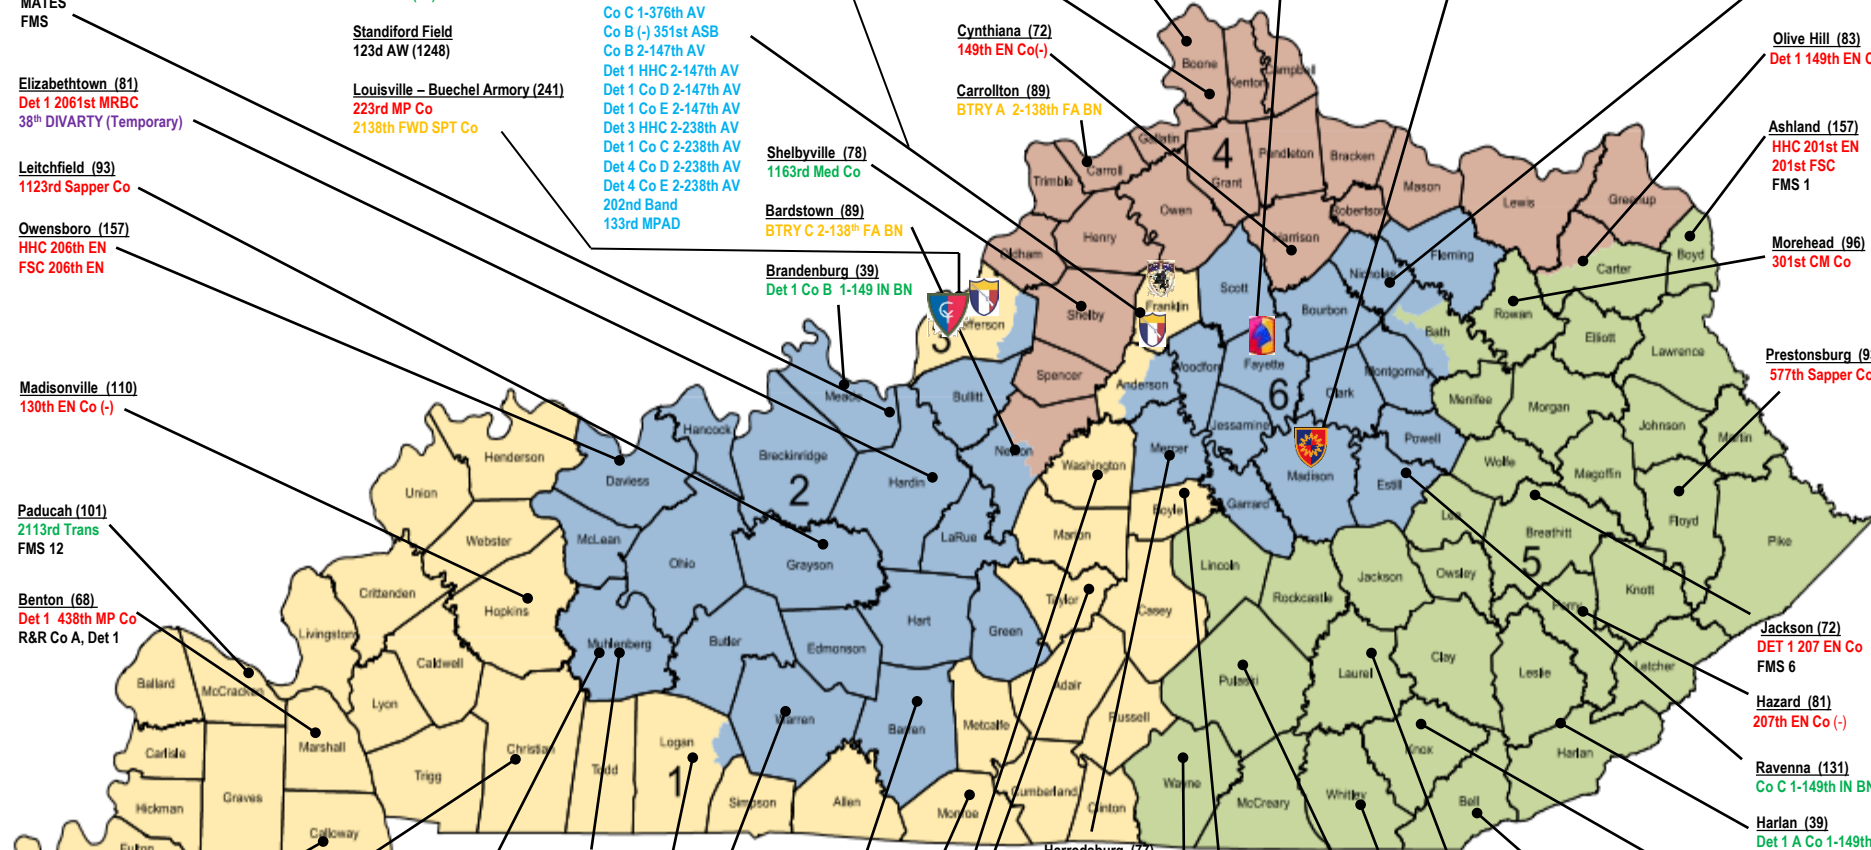 MATES
FMS
Elizabethtown (81)
Det 1 2061st MRBC
38th DIVARTY (Temporary)
Leitchfield (93)
1123rd Sapper Co
Owensboro (157)
HHC 206th EN
FSC 206th EN
Madisonville (110)
130th EN Co (-)
Paducah (101)
2113rd Trans
FMS 12
Benton (68)
Det 1 438th MP Co
R&R Co A, Det 1
Standiford Field
123d AW (1248)
Louisville – Buechel Armory (241)
223rd MP Co
2138th FWD SPT Co
Co C 1-376th AV
Co B (-) 351st ASB
Co B 2-147th AV
Det 1 HHC 2-147th AV
Det 1 Co D 2-147th AV
Det 1 Co E 2-147th AV
Det 3 HHC 2-238th AV
Det 1 Co C 2-238th AV
Det 4 Co D 2-238th AV
Det 4 Co E 2-238th AV
202nd Band
133rd MPAD
Shelbyville (78)
1163rd Med Co
Bardstown (89)
BTRY C 2-138th FA BN
Brandenburg (39)
Det 1 Co B 1-149 IN BN
Cynthiana (72)
149th EN Co(-)
Carrollton (89)
BTRY A 2-138th FA BN
Olive Hill (83)
Det 1 149th EN
Ashland (157)
HHC 201st EN
201st FSC
FMS 1
Morehead (96)
301st CM Co
Prestonsburg
577th Sapper Co
Jackson (72)
DET 1 207 EN Co
FMS 6
Hazard (81)
207th EN Co (-)
Ravenna (131)
Co C 1-149th IN BN
Harlan (39)
Det 1 A Co 1-149th
Harrodsburg (72)
Boone
Kenton
Campbell
Gallatin
Carroll
Trimble
4
Grant
Pendleton
Bracken
Mason
Robertson
Lewis
Greenup
Owen
Henry
Oldham
Harrison
Nicholas
Fleming
Carter
Boyd
Shelby
Franklin
Scott
Bourbon
Bath
Rowan
Elliott
Lawrence
Jefferson
3
Spencer
Anderson
Woodford
Fayette
6
Clark
Montgomery
Menifee
Morgan
Johnson
Martin
Meade
Bullitt
Nelson
Washington
Mercer
Jessamine
Madison
Powell
Estill
Wolfe
Magoffin
Floyd
Pike
Hancock
Breckinridge
2
Hardin
Daviess
Henderson
Union
Webster
McLean
Ohio
Grayson
LaRue
Marion
Boyle
Garrard
Lincoln
Rockcastle
Jackson
Lee
Owsley
Breathitt
5
Perry
Knott
Letcher
Crittenden
Livingston
Hopkins
Caldwell
Lyon
Muhlenberg
Butler
Edmonson
Hart
Green
Taylor
Casey
Adair
Russell
Pulaski
Laurel
Clay
Leslie
Harlan
Ballard
McCracken
Carlisle
Hickman
Graves
Marshall
Calloway
Fulton
Trigg
Christian
Todd
Logan
1
Warren
Simpson
Allen
Barren
Metcalfe
Monroe
Cumberland
Clinton
Wayne
McCreary
Whitley
Knox
Bell